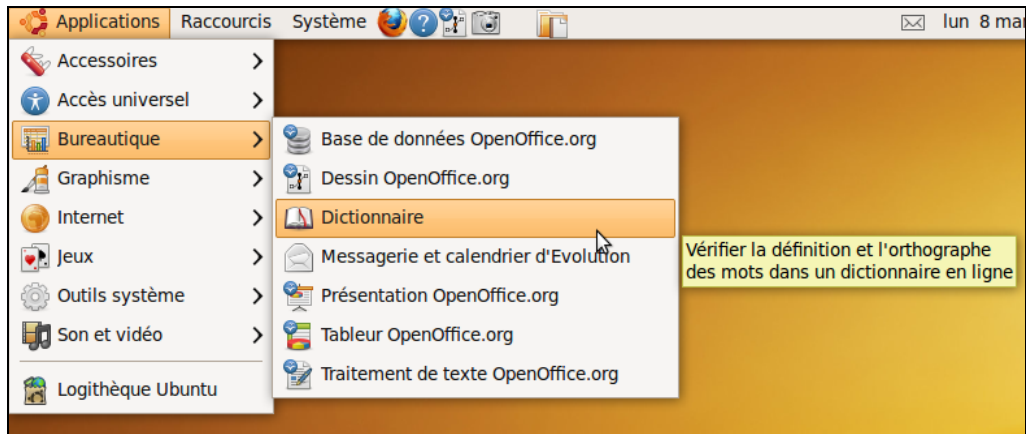 Applications Raccourcis Système lun 8 mar
Accessoires
Accès universel
Bureautique
Graphisme
Internet
Jeux
Outils système
Son et vidéo
Logithèque Ubuntu
Base de données OpenOffice.org
Dessin OpenOffice.org
Dictionnaire
Messagerie et calendrier d'Evolution
Présentation OpenOffice.org
Tableur OpenOffice.org
Traitement de texte OpenOffice.org
Vérifier la définition et l'orthographe
des mots dans un dictionnaire en ligne